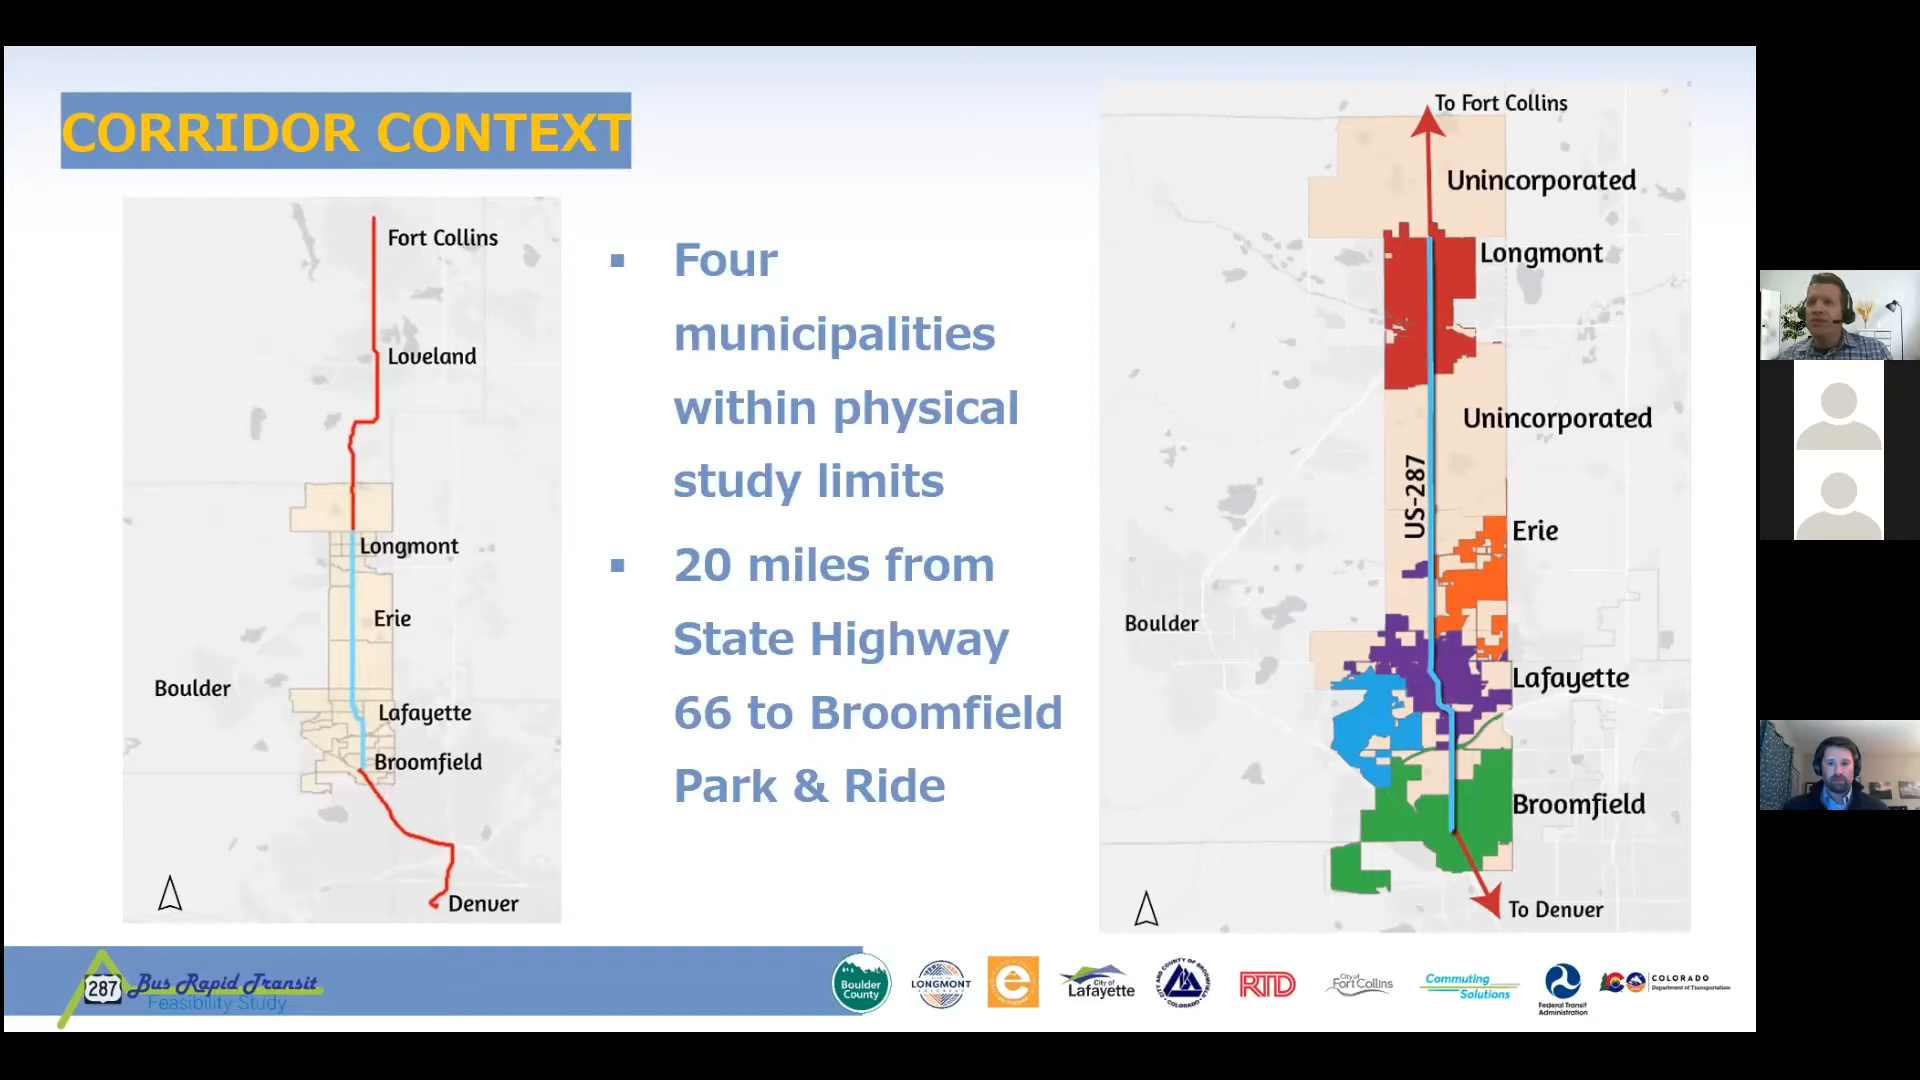 CORRIDOR CONTEXT
Fort Collins
Loveland
Longmont
Erie
Boulder
Lafayette
Broomfield
Denver
▪ Four
municipalities
within physical
study limits
▪ 20 miles from
State Highway
66 to Broomfield
Park & Ride
To Fort Collins
Unincorporated
Longmont
Unincorporated
US-287
Erie
Boulder
Lafayette
Broomfield
To Denver
287
Bus Rapid Transit
Feasibility Study
Boulder
County
LONGMONT
COLORADO
e
City of
Lafayette
CITY AND COUNTY OF BROOMFIELD
COLORADO
RTD
City of
Fort Collins
Commuting
Solutions
Federal Transit
Administration
COLORADO
Department of Transportation